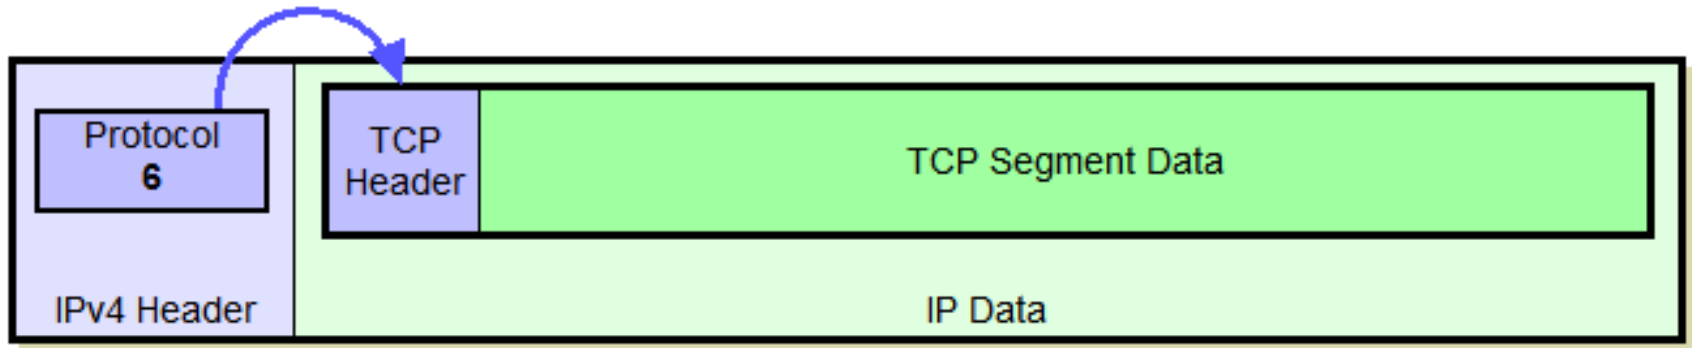 Protocol
6
TCP
Header
TCP Segment Data
IPv4 Header
IP Data